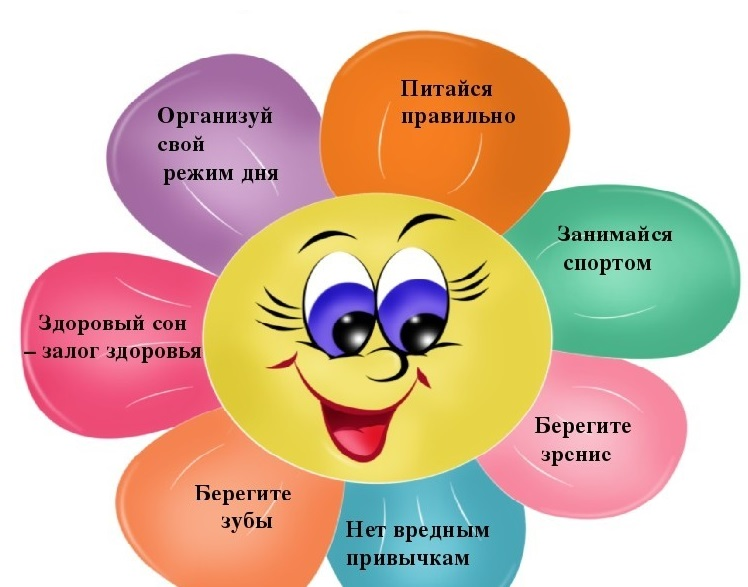 Питайся
правильно
Занимайся
спортом
Берегите
зрснис
Нет вредным
привычкам
Берегите
зубы
Здоровый сон
– залог здоровья
Организуй
свой
режим дня